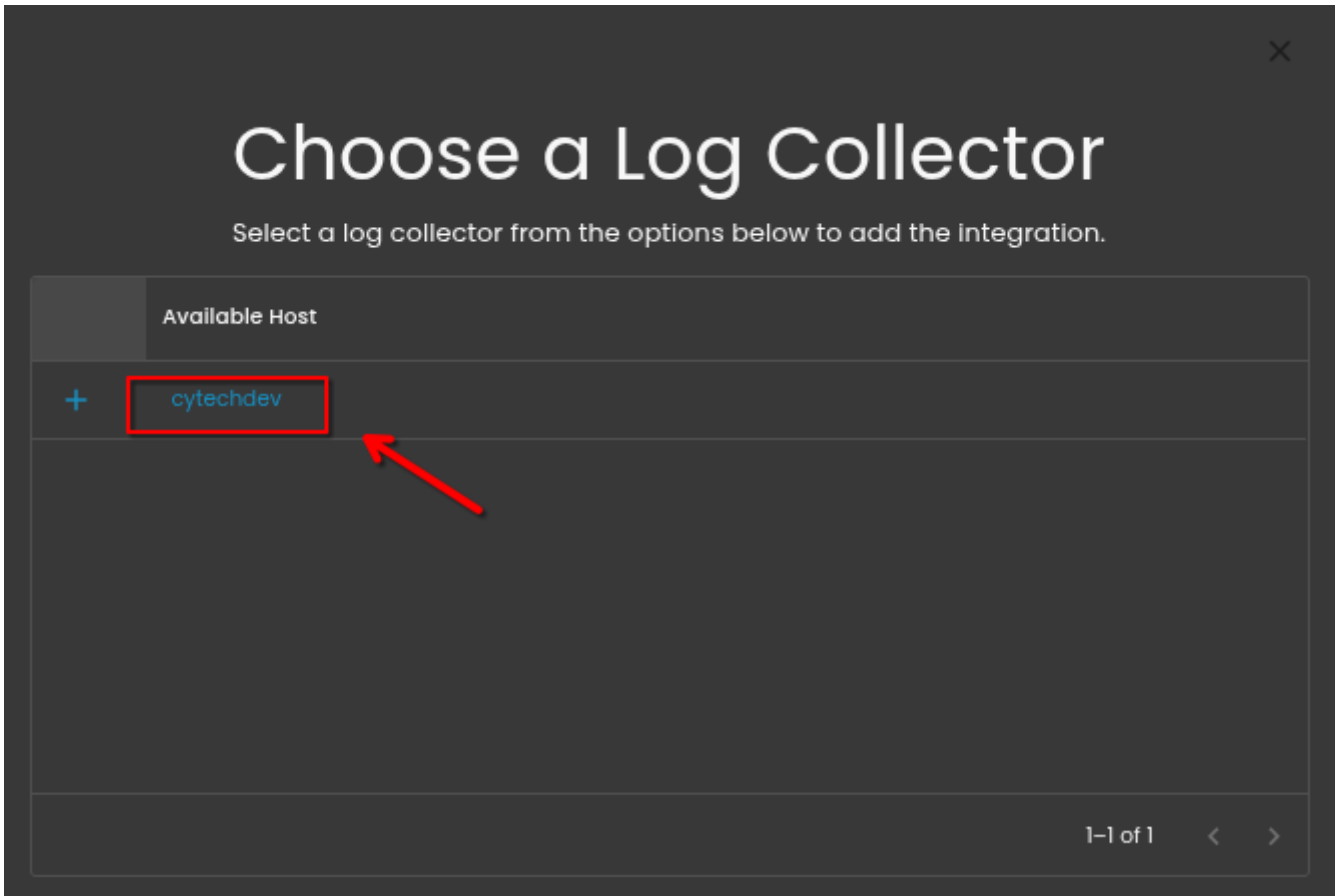 Choose a Log Collector
Select a log collector from the options below to add the integration.
Available Host
+ cytechdev
1–1 of 1